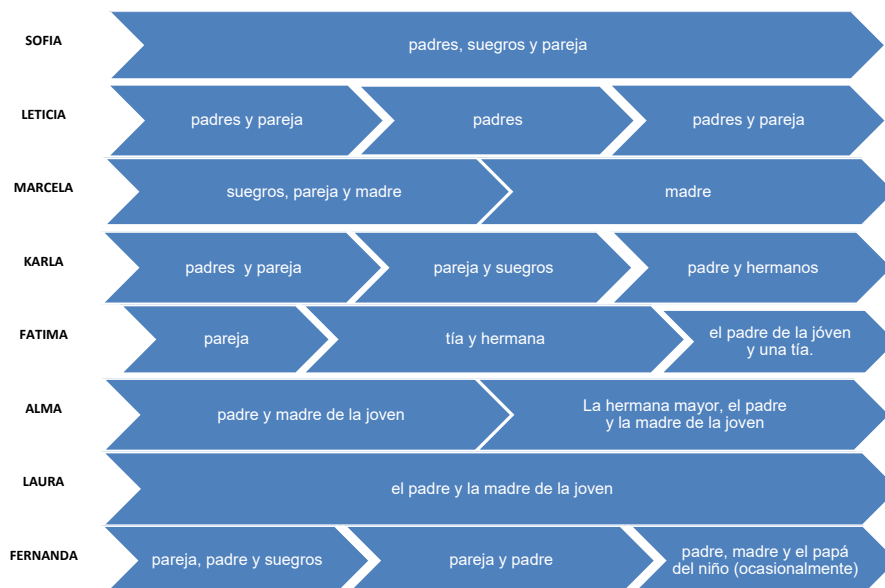 SOFIA
padres, suegros y pareja
LETICIA
padres y pareja
padres
padres y pareja
MARCELA
suegros, pareja y madre
madre
KARLA
padres y pareja
pareja y suegros
padre y hermanos
FATIMA
pareja
tía y hermana
el padre de la jóven
y una tía.
ALMA
padre y madre de la joven
La hermana mayor, el padre
y la madre de la joven
LAURA
el padre y la madre de la joven
FERNANDA
pareja, padre y suegros
pareja y padre
padre, madre y el papá
del niño (ocasionalmente)